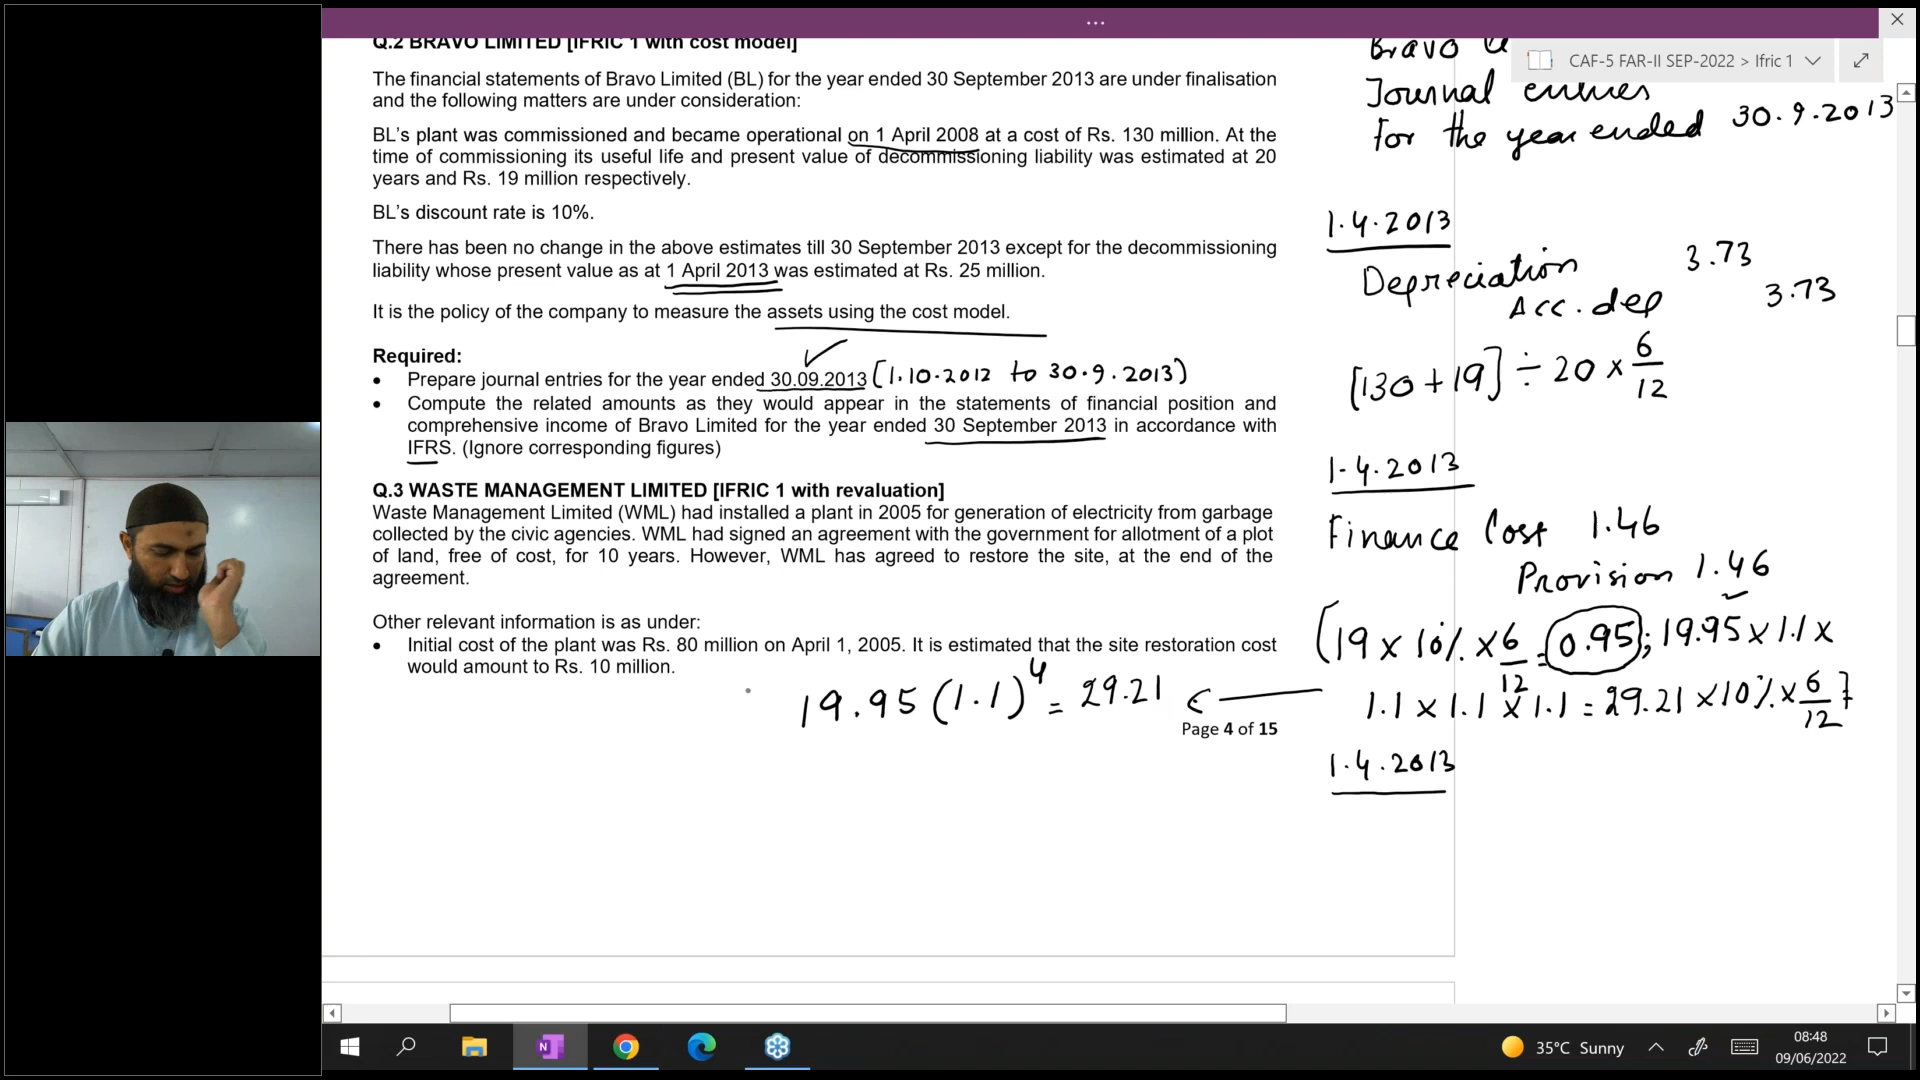 Q.2 BRAVO LIMITED [IFRIC 1 with cost model]
The financial statements of Bravo Limited (BL) for the year ended 30 September 2013 are under finalisation
and the following matters are under consideration:
BL's plant was commissioned and became operational on 1 April 2008 at a cost of Rs. 130 million. At the
time of commissioning its useful life and present value of decommissioning liability was estimated at 20
years and Rs. 19 million respectively.
BL's discount rate is 10%.
There has been no change in the above estimates till 30 September 2013 except for the decommissioning
liability whose present value as at 1 April 2013 was estimated at Rs. 25 million.
It is the policy of the company to measure the assets using the cost model.
Required:
• Prepare journal entries for the year ended 30.09.2013 (1.10.2012 to 30.9.2013)
• Compute the related amounts as they would appear in the statements of financial position and
comprehensive income of Bravo Limited for the year ended 30 September 2013 in accordance with
IFRS. (Ignore corresponding figures)
Q.3 WASTE MANAGEMENT LIMITED [IFRIC 1 with revaluation]
Waste Management Limited (WML) had installed a plant in 2005 for generation of electricity from garbage
collected by the civic agencies. WML had signed an agreement with the government for allotment of a plot
of land, free of cost, for 10 years. However, WML has agreed to restore the site, at the end of the
agreement.
Other relevant information is as under:
• Initial cost of the plant was Rs. 80 million on April 1, 2005. It is estimated that the site restoration cost
would amount to Rs. 10 million.
19.95 (1.1)^4 = 29.21
Page 4 of 15
CAF-5 FAR-II SEP-2022 > Ifric 1
Bravo
Journal entries
for the year ended 30.9.2013
1.4.2013
Depreciation 3.73
Acc. dep 3.73
[130+19] ÷ 20 × 6/12
1.4.2013
Finance Cost 1.46
Provision 1.46
(19 × 10% × 6/12 = 0.95; 19.95 × 1.1 ×
1.1 × 1.1 × 1.1 = 29.21 × 10% × 6/12 }
1.4.2013
35°C Sunny
08:48
09/06/2022